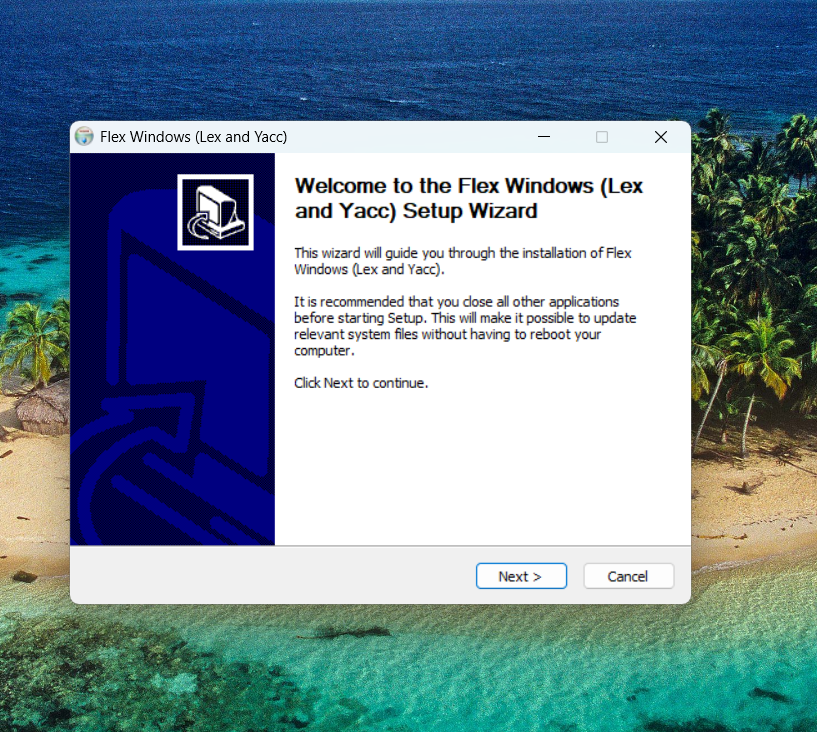 Flex Windows (Lex and Yacc)
Welcome to the Flex Windows (Lex
and Yacc) Setup Wizard
This wizard will guide you through the installation of Flex
Windows (Lex and Yacc).
It is recommended that you close all other applications
before starting Setup. This will make it possible to update
relevant system files without having to reboot your
computer.
Click Next to continue.
Next >
Cancel